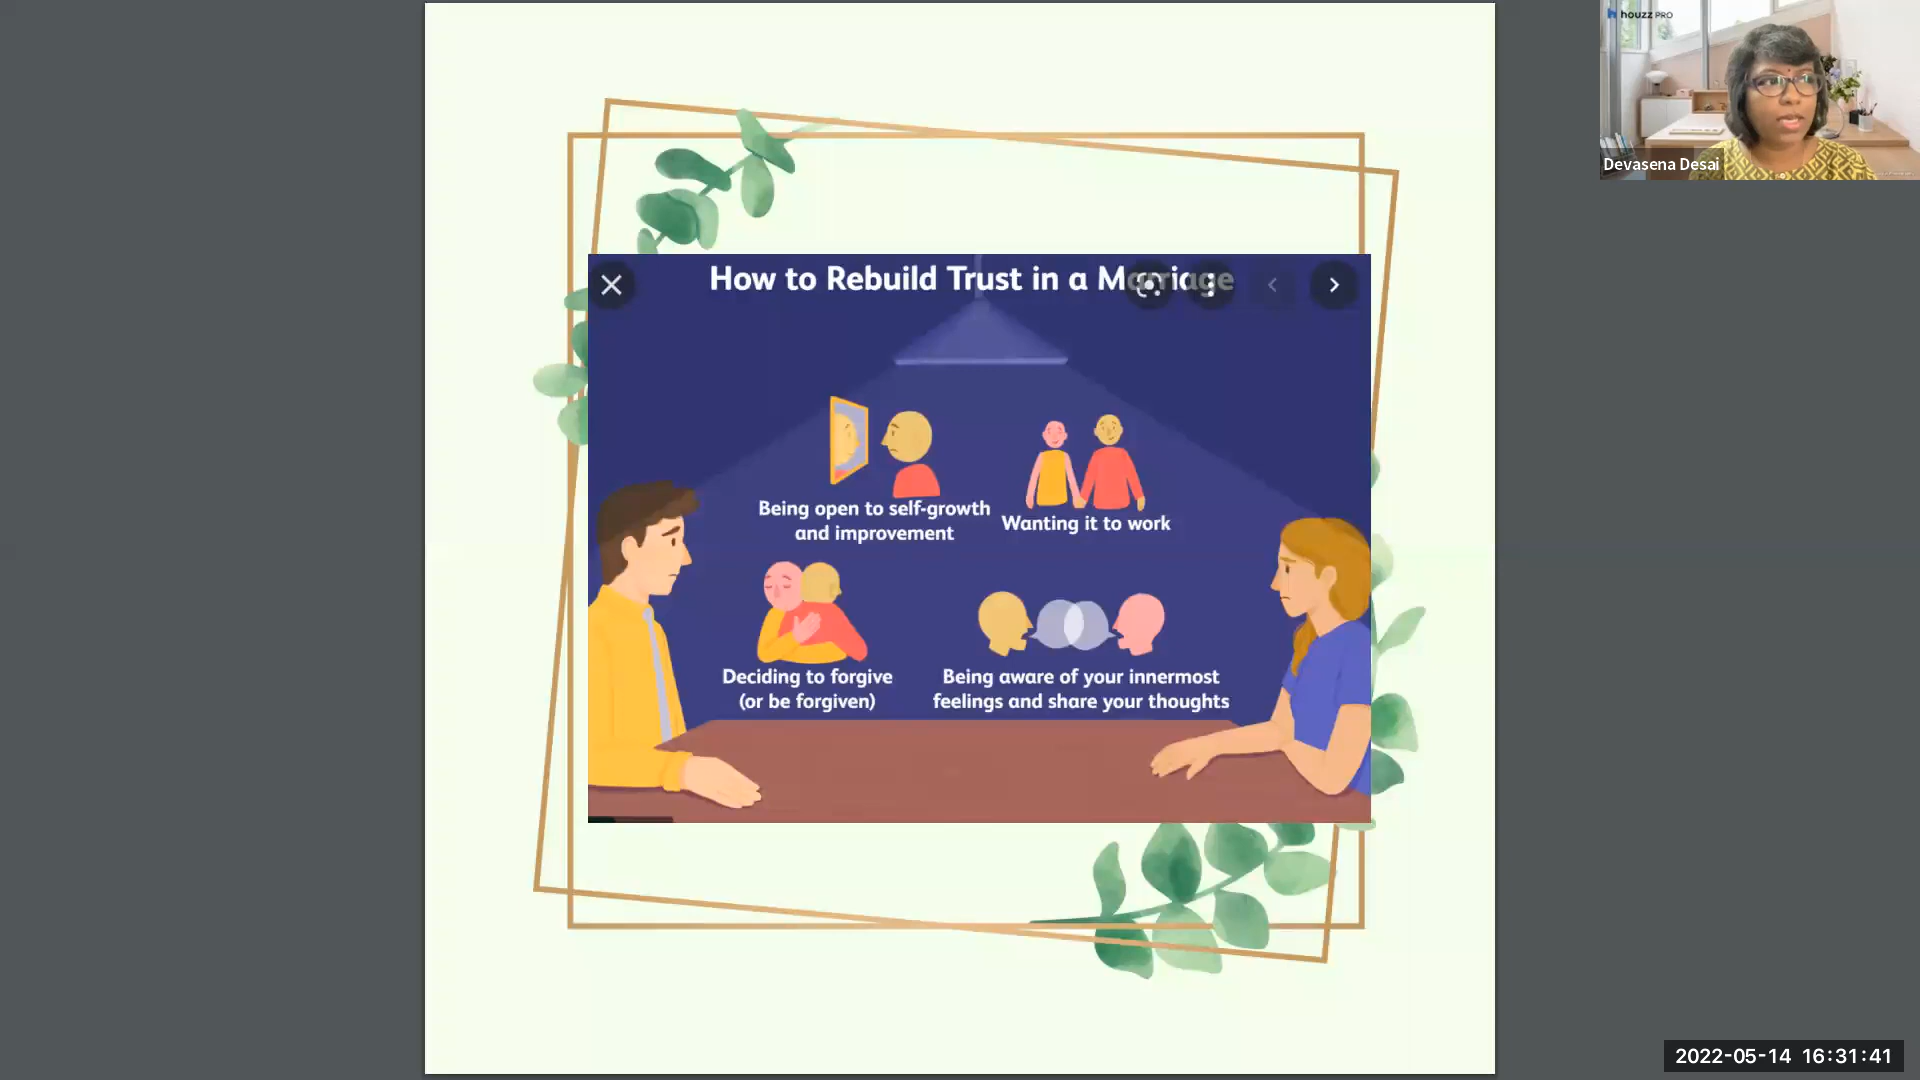 houzz PRO
Devasena Desai
How to Rebuild Trust in a Marriage
Being open to self-growth
and improvement
Wanting it to work
Deciding to forgive
(or be forgiven)
Being aware of your innermost
feelings and share your thoughts
2022-05-14 16:31:41